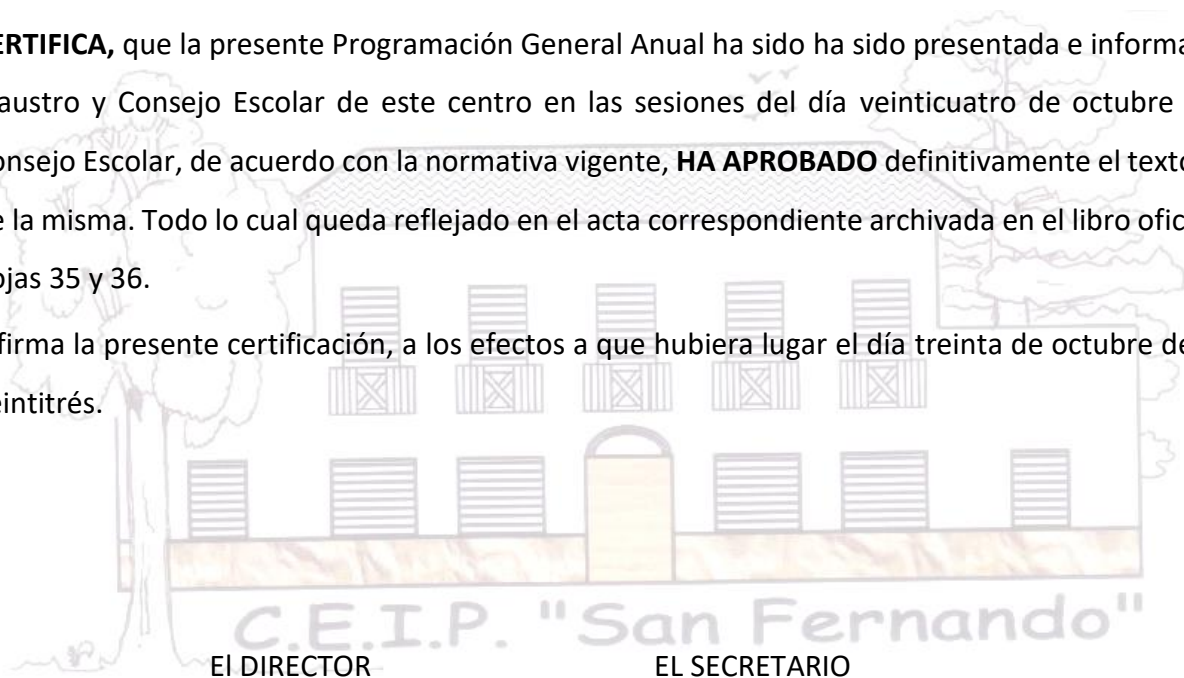 ERTIFICA, que la presente Programación General Anual ha sido ha sido presentada e informa
austro y Consejo Escolar de este centro en las sesiones del día veinticuatro de octubre
onsejo Escolar, de acuerdo con la normativa vigente, HA APROBADO definitivamente el texto
e la misma. Todo lo cual queda reflejado en el acta correspondiente archivada en el libro ofic
ojas 35 y 36.
firma la presente certificación, a los efectos a que hubiera lugar el día treinta de octubre de
eintitrés.
C.E.I.P. "San Fernando"
El DIRECTOR EL SECRETARIO